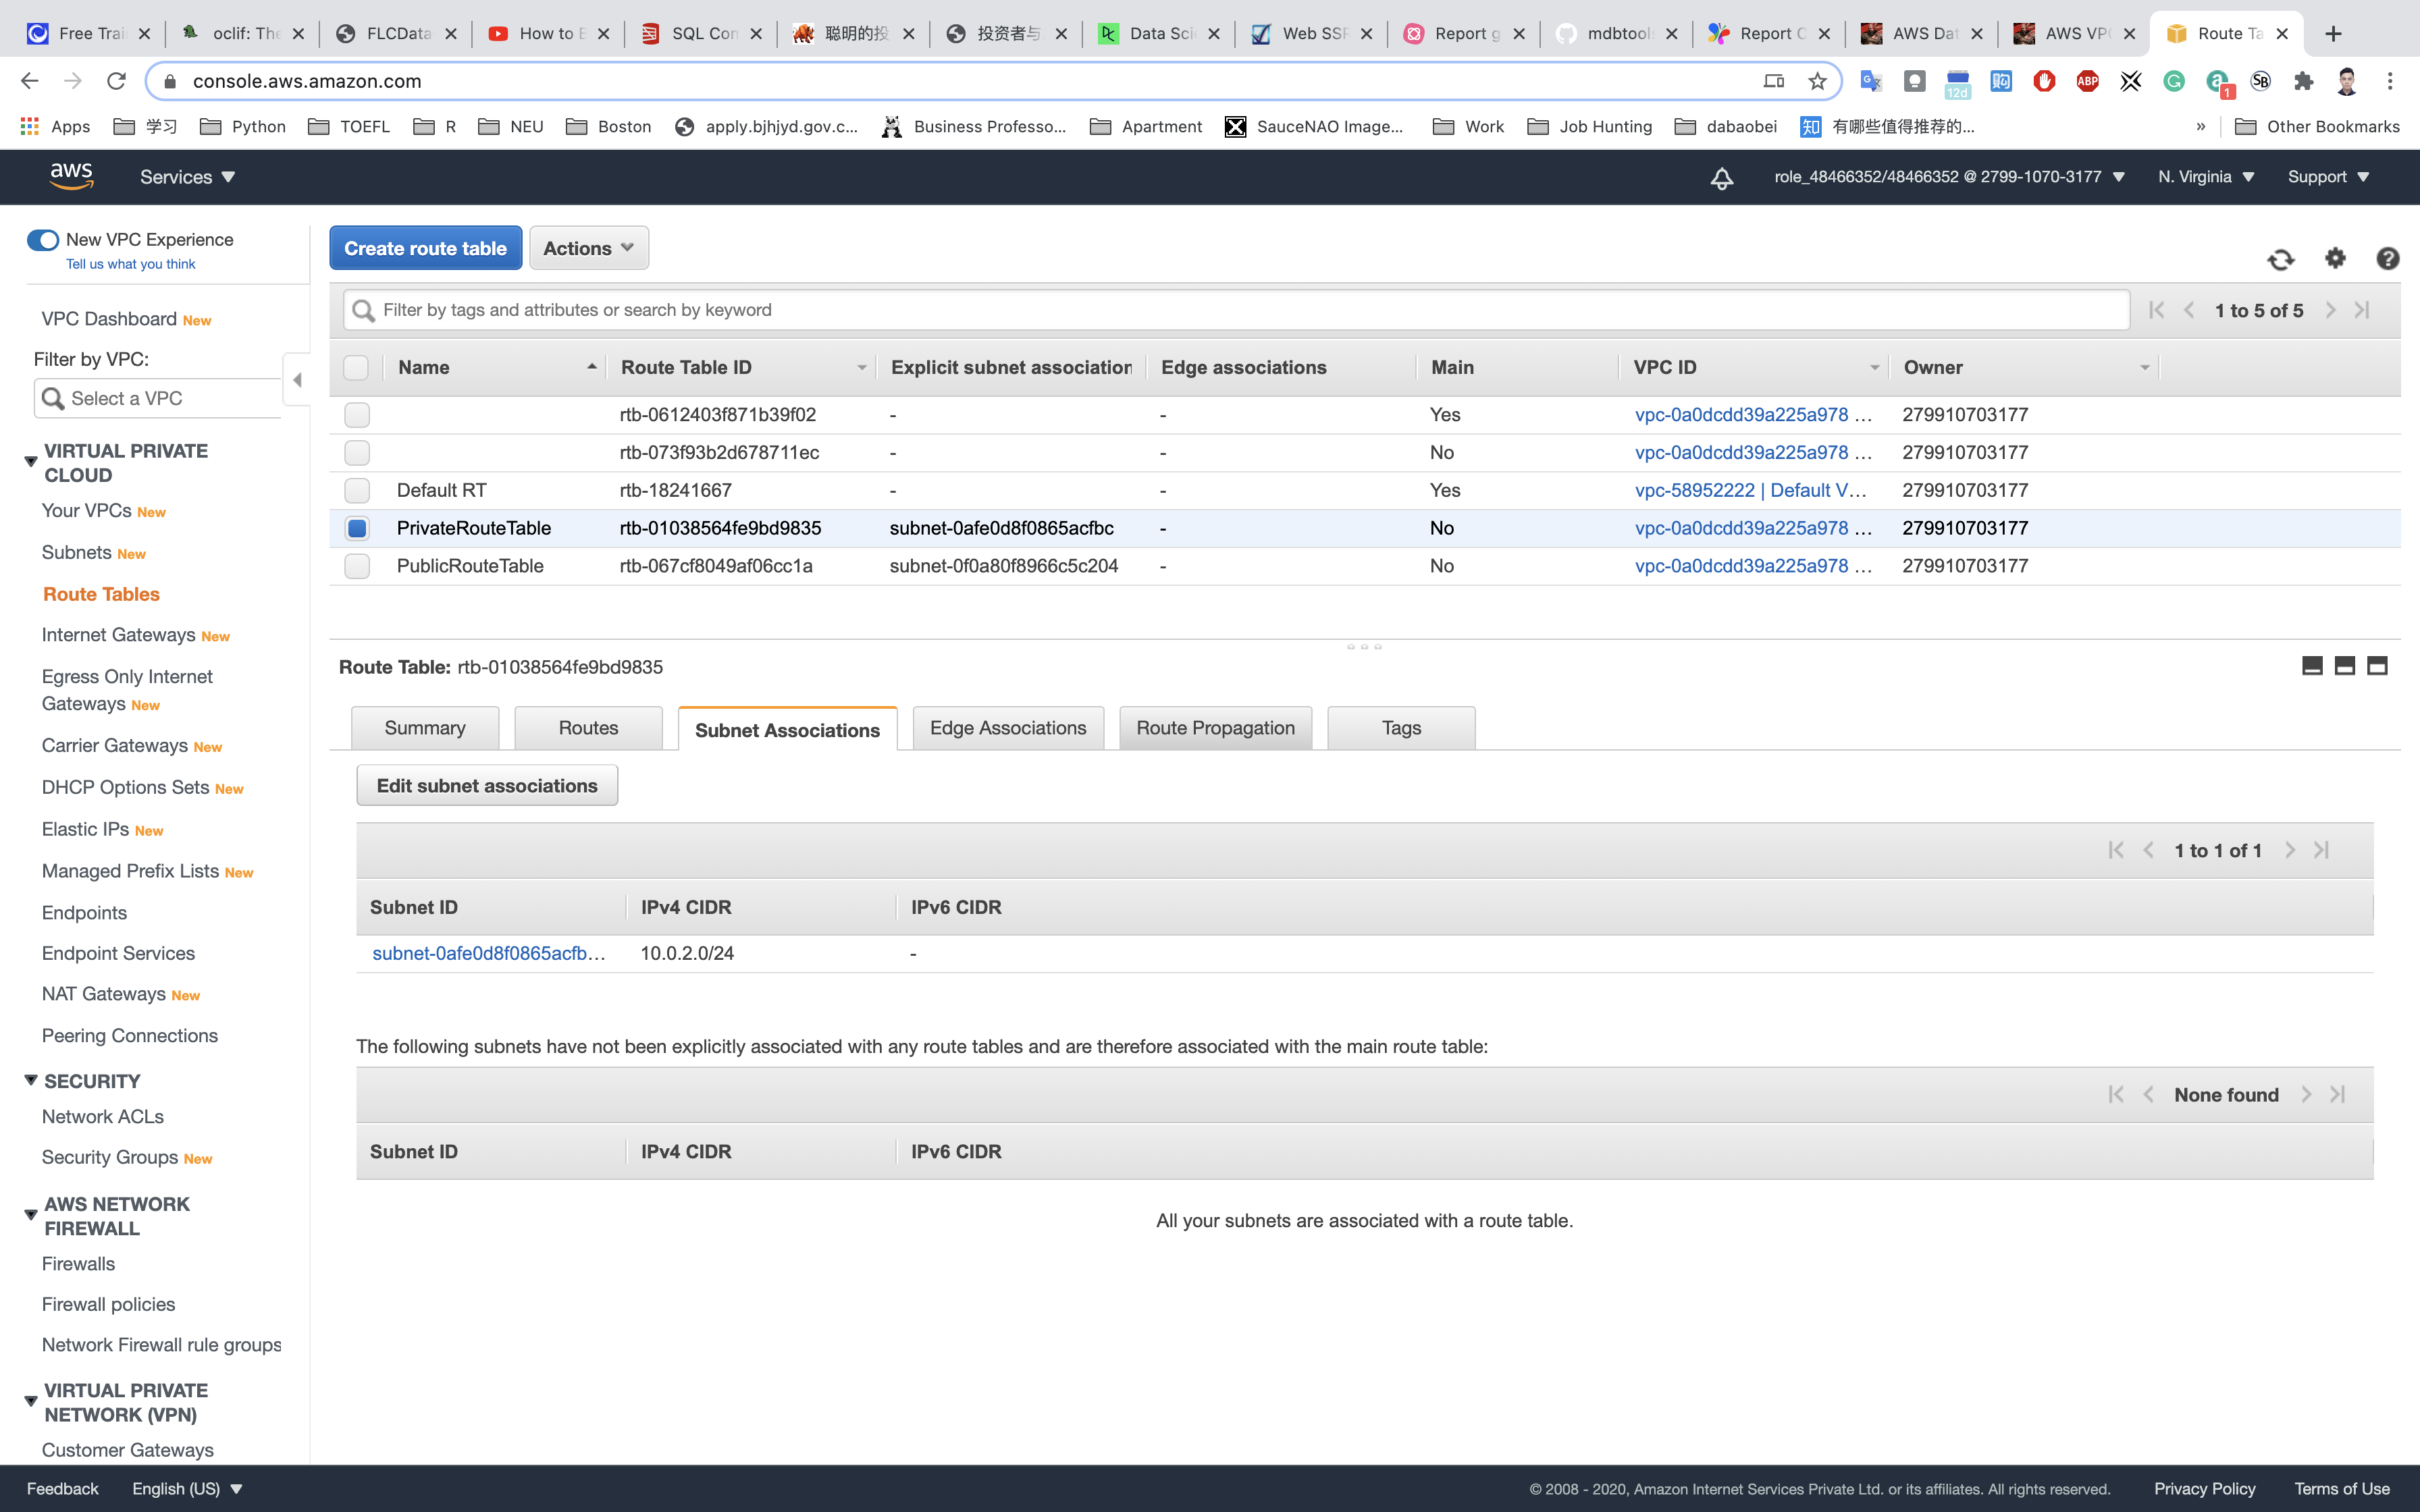 Free Trai
oclif: The
FLCData
How to E
SQL Con
聪明的投
投资者与
Data Sci
Web SSR
Report g
mdbtools
Report C
AWS Dat
AWS VPC
Route Ta
console.aws.amazon.com
12d
ABP
1
Apps
学习
Python
TOEFL
R
NEU
Boston
apply.bjhjyd.gov.c...
Business Professo...
Apartment
SauceNAO Image...
Work
Job Hunting
dabaobei
知 有哪些值得推荐的...
»
Other Bookmarks
aws
Services
role_48466352/48466352 @ 2799-1070-3177
N. Virginia
Support
New VPC Experience
Tell us what you think
VPC Dashboard New
Filter by VPC:
Select a VPC
VIRTUAL PRIVATE
CLOUD
Your VPCs New
Subnets New
Route Tables
Internet Gateways New
Egress Only Internet
Gateways New
Carrier Gateways New
DHCP Options Sets New
Elastic IPs New
Managed Prefix Lists New
Endpoints
Endpoint Services
NAT Gateways New
Peering Connections
SECURITY
Network ACLs
Security Groups New
AWS NETWORK
FIREWALL
Firewalls
Firewall policies
Network Firewall rule groups
VIRTUAL PRIVATE
NETWORK (VPN)
Customer Gateways
Create route table
Actions
Filter by tags and attributes or search by keyword
1 to 5 of 5
Name Route Table ID Explicit subnet association Edge associations Main VPC ID Owner
rtb-0612403f871b39f02 - - Yes vpc-0a0dcdd39a225a978 ... 279910703177
rtb-073f93b2d678711ec - - No vpc-0a0dcdd39a225a978 ... 279910703177
Default RT rtb-18241667 - - Yes vpc-58952222 | Default V... 279910703177
PrivateRouteTable rtb-01038564fe9bd9835 subnet-0afe0d8f0865acfbc - No vpc-0a0dcdd39a225a978 ... 279910703177
PublicRouteTable rtb-067cf8049af06cc1a subnet-0f0a80f8966c5c204 - No vpc-0a0dcdd39a225a978 ... 279910703177
Route Table: rtb-01038564fe9bd9835
Summary
Routes
Subnet Associations
Edge Associations
Route Propagation
Tags
Edit subnet associations
1 to 1 of 1
Subnet ID IPv4 CIDR IPv6 CIDR
subnet-0afe0d8f0865acfb... 10.0.2.0/24 -
The following subnets have not been explicitly associated with any route tables and are therefore associated with the main route table:
None found
Subnet ID IPv4 CIDR IPv6 CIDR
All your subnets are associated with a route table.
Feedback
English (US)
© 2008 - 2020, Amazon Internet Services Private Ltd. or its affiliates. All rights reserved.
Privacy Policy
Terms of Use